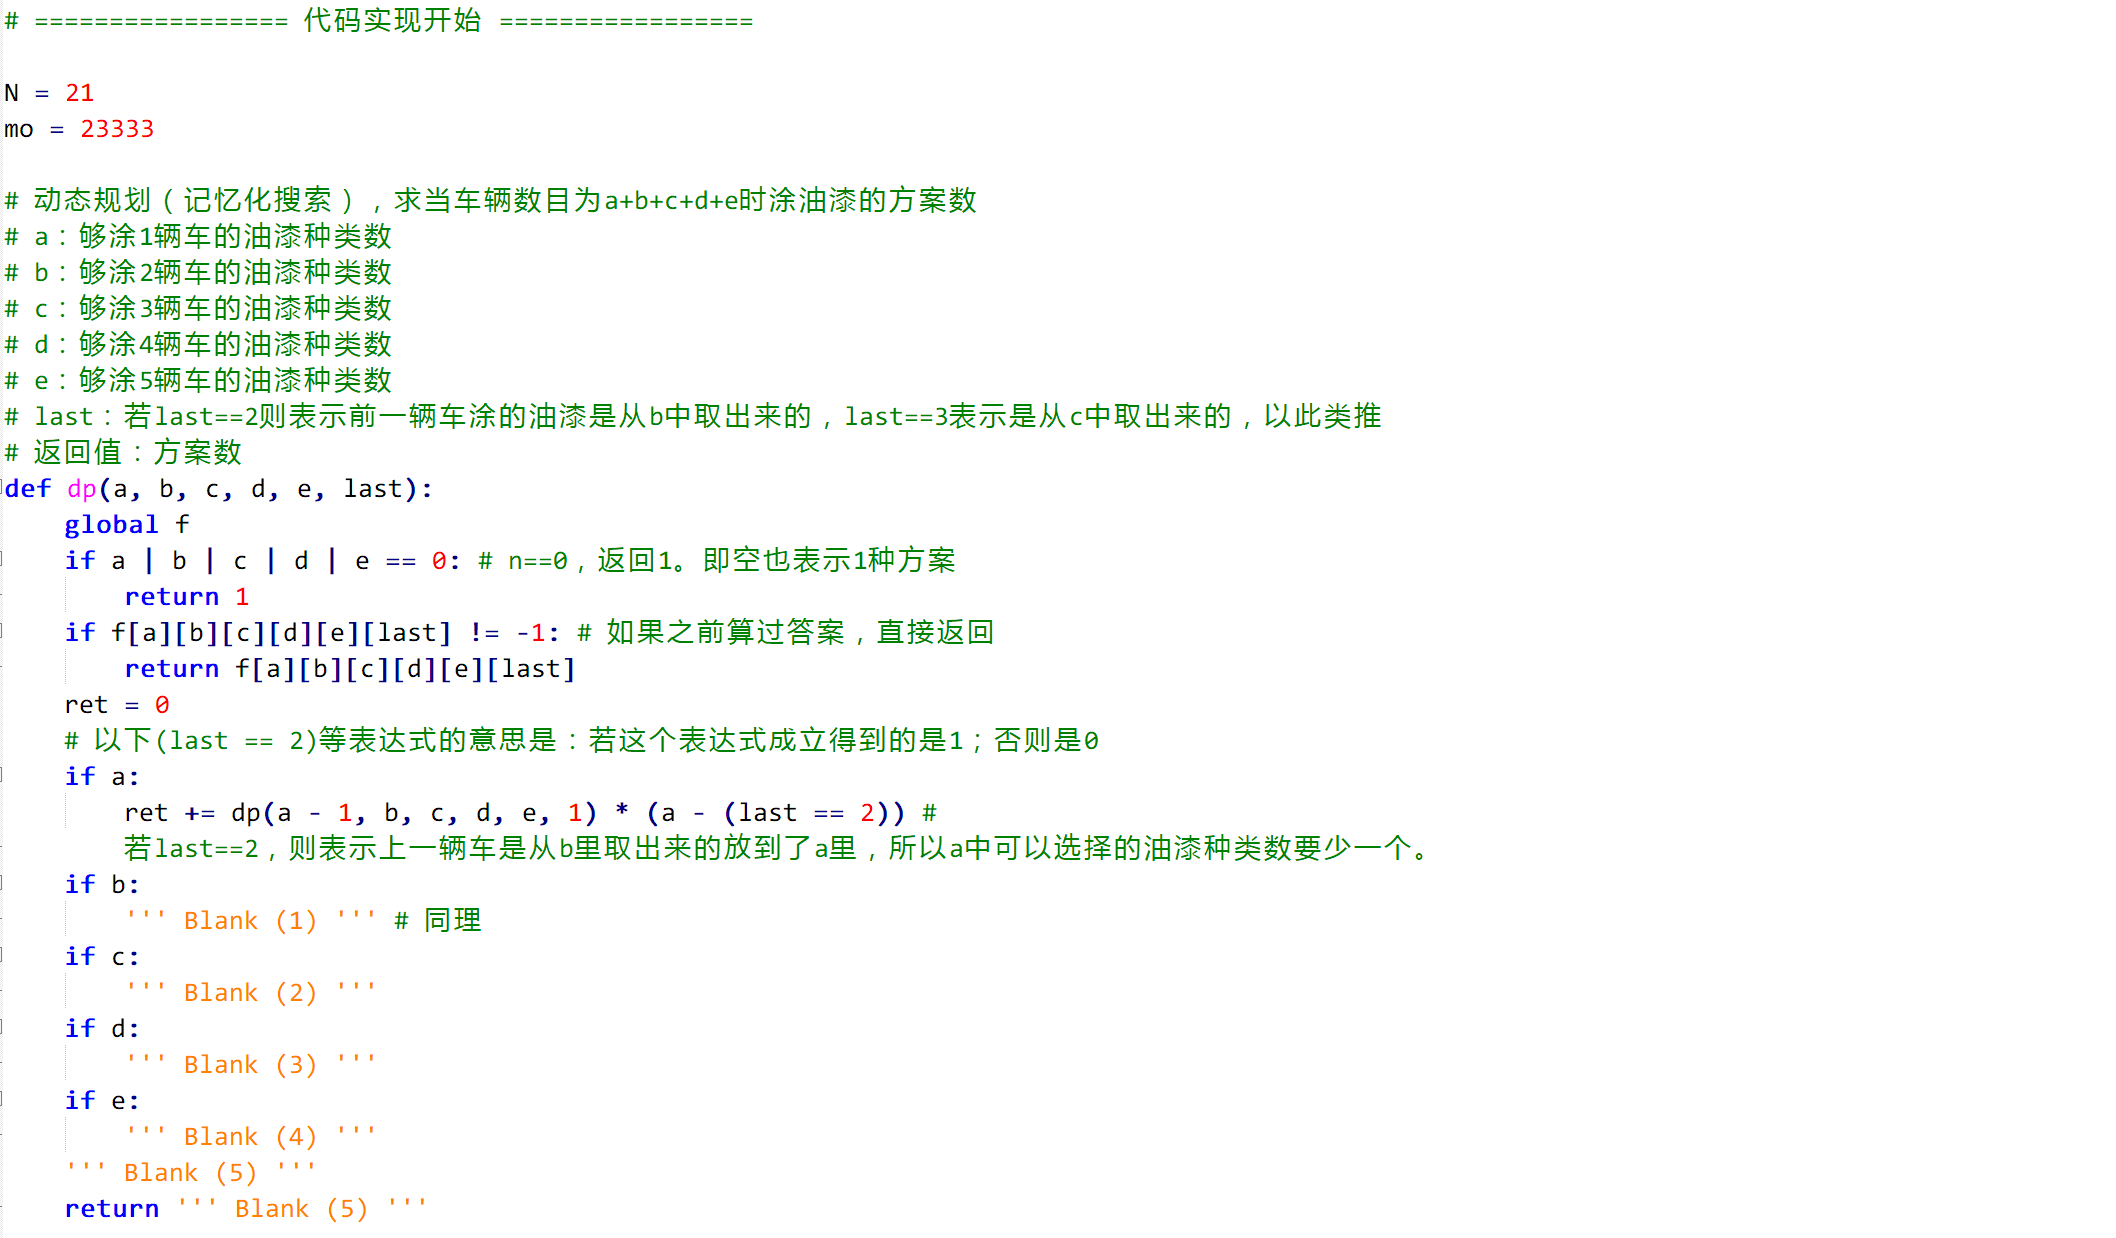 # ================= 代码实现开始 =================
N = 21
mo = 23333
# 动态规划（记忆化搜索），求当车辆数目为a+b+c+d+e时涂油漆的方案数
# a：够涂1辆车的油漆种类数
# b：够涂2辆车的油漆种类数
# c：够涂3辆车的油漆种类数
# d：够涂4辆车的油漆种类数
# e：够涂5辆车的油漆种类数
# last：若last==2则表示前一辆车涂的油漆是从b中取出来的，last==3表示是从c中取出来的，以此类推
# 返回值：方案数
def dp(a, b, c, d, e, last):
    global f
    if a | b | c | d | e == 0: # n==0，返回1。即空也表示1种方案
        return 1
    if f[a][b][c][d][e][last] != -1: # 如果之前算过答案，直接返回
        return f[a][b][c][d][e][last]
    ret = 0
    # 以下(last == 2)等表达式的意思是：若这个表达式成立得到的是1；否则是0
    if a:
        ret += dp(a - 1, b, c, d, e, 1) * (a - (last == 2)) #
        若last==2，则表示上一辆车是从b里取出来的放到了a里，所以a中可以选择的油漆种类数要少一个。
    if b:
        ''' Blank (1) ''' # 同理
    if c:
        ''' Blank (2) '''
    if d:
        ''' Blank (3) '''
    if e:
        ''' Blank (4) '''
    ''' Blank (5) '''
    return ''' Blank (5) '''